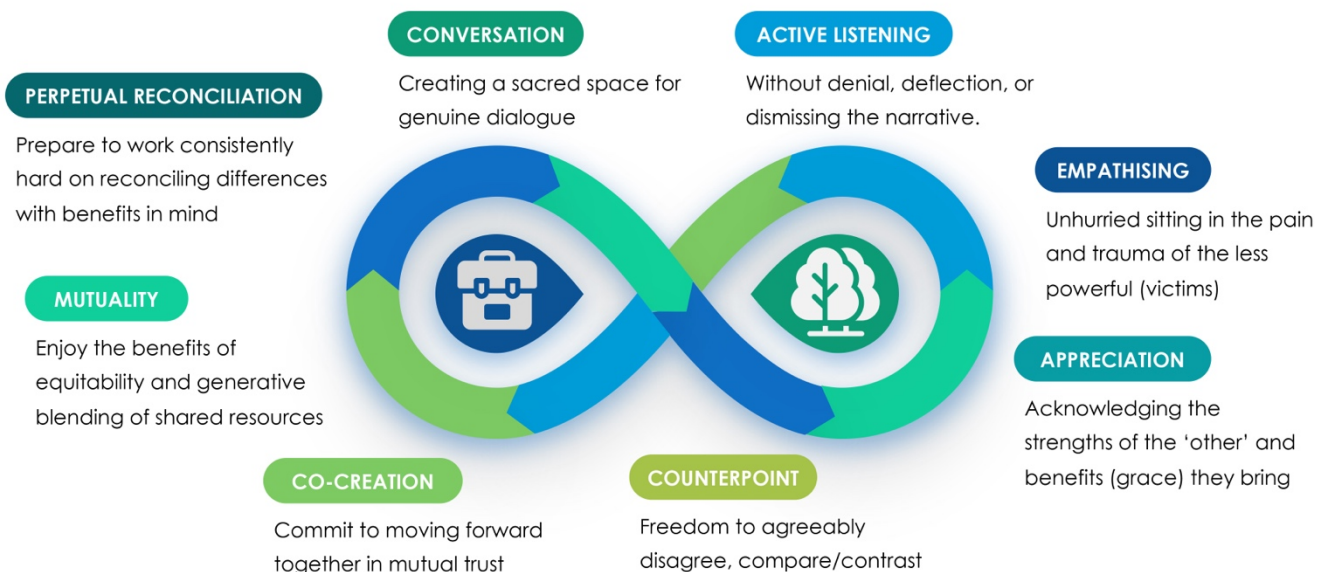 CONVERSATION
Creating a sacred space for
genuine dialogue
ACTIVE LISTENING
Without denial, deflection, or
dismissing the narrative.
EMPATHISING
Unhurried sitting in the pain
and trauma of the less
powerful (victims)
APPRECIATION
Acknowledging the
strengths of the ‘other’ and
benefits (grace) they bring
COUNTERPOINT
Freedom to agreeably
disagree, compare/contrast
CO-CREATION
Commit to moving forward
together in mutual trust
MUTUALITY
Enjoy the benefits of
equitability and generative
blending of shared resources
PERPETUAL RECONCILIATION
Prepare to work consistently
hard on reconciling differences
with benefits in mind